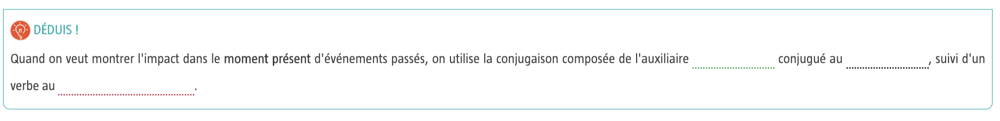 DÉDUIS !
Quand on veut montrer l'impact dans le moment présent d'événements passés, on utilise la conjugaison composée de l'auxiliaire ........................ conjugué au ........................, suivi d'un
verbe au ........................................ .